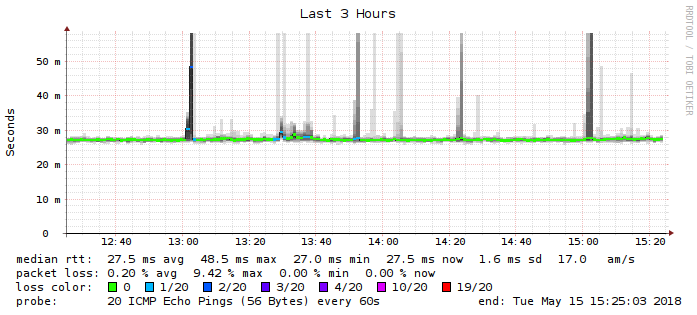 Last 3 Hours
RRDTOOL / TOBI OETIKER
Seconds
50 m
40 m
30 m
20 m
10 m
0
12:40 13:00 13:20 13:40 14:00 14:20 14:40 15:00 15:20
median rtt: 27.5 ms avg 48.5 ms max 27.0 ms min 27.5 ms now 1.6 ms sd 17.0 am/s
packet loss: 0.20 % avg 9.42 % max 0.00 % min 0.00 % now
loss color: 0 1/20 2/20 3/20 4/20 10/20 19/20
probe: 20 ICMP Echo Pings (56 Bytes) every 60s end: Tue May 15 15:25:03 2018